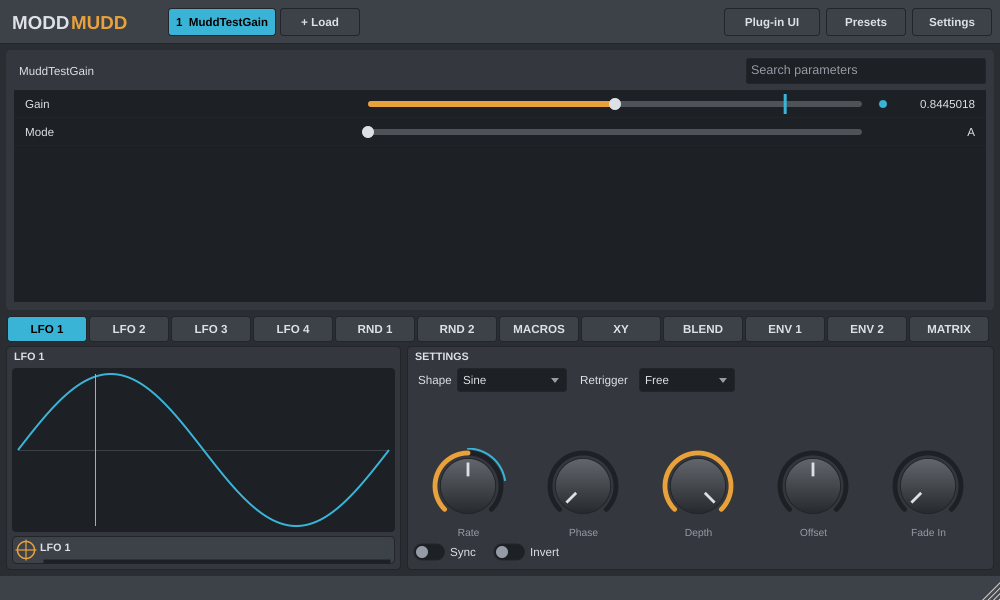 MODDMUDD 1 MuddTestGain + Load Plug-in UI Presets Settings
MuddTestGain Search parameters
Gain 0.8445018
Mode A
LFO 1 LFO 2 LFO 3 LFO 4 RND 1 RND 2 MACROS XY BLEND ENV 1 ENV 2 MATRIX
LFO 1
LFO 1
SETTINGS
Shape Sine Retrigger Free
Rate Phase Depth Offset Fade In
Sync Invert